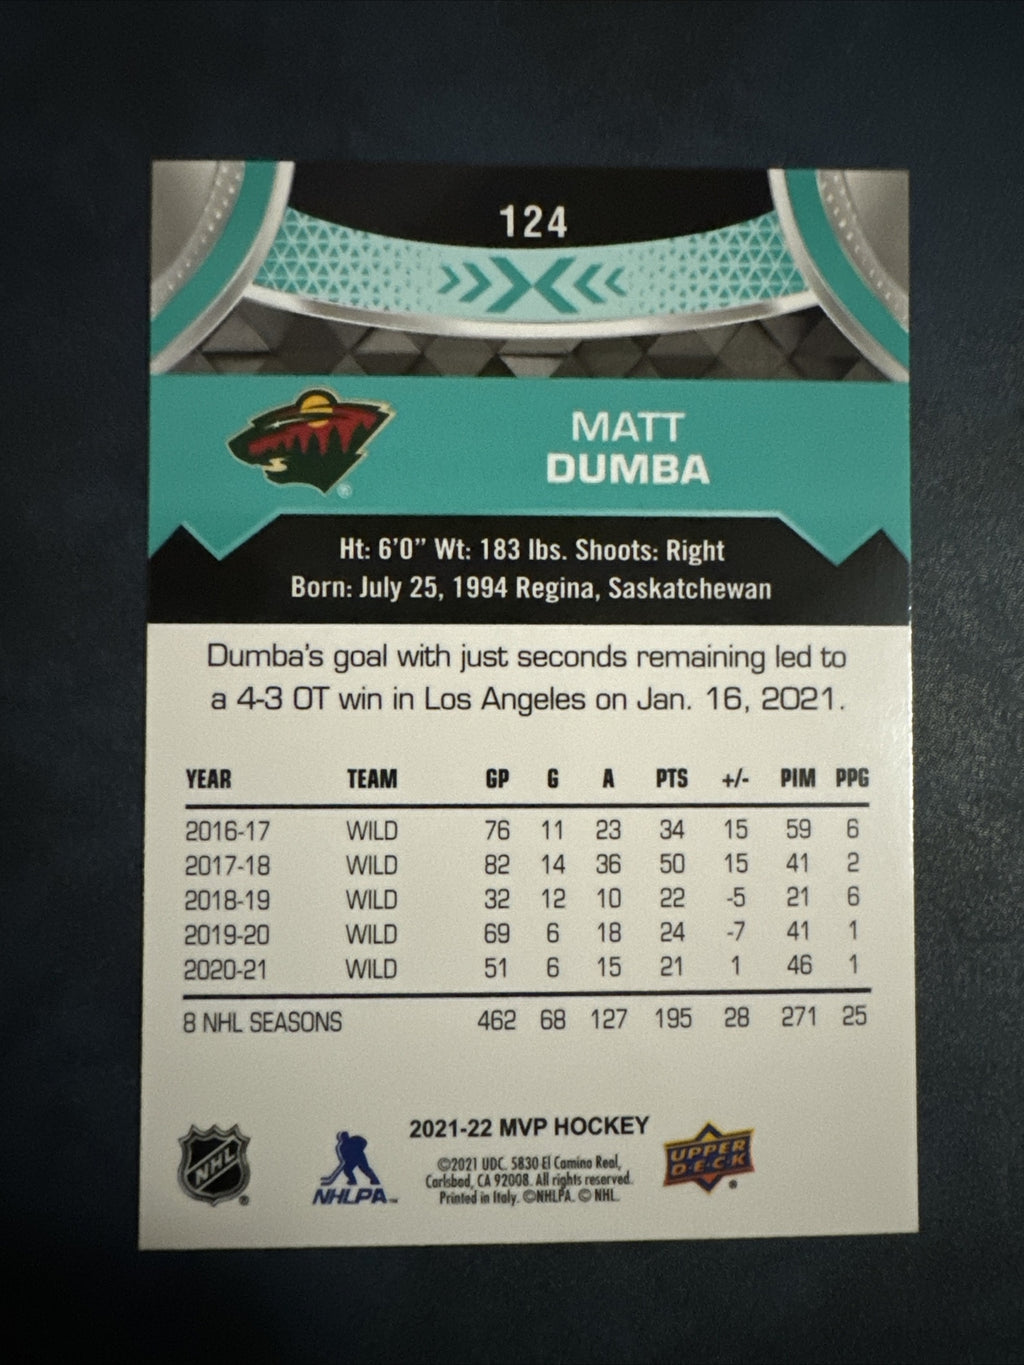 124
MATT
DUMBA
Ht: 6'0" Wt: 183 lbs. Shoots: Right
Born: July 25, 1994 Regina, Saskatchewan
Dumba's goal with just seconds remaining led to
a 4-3 OT win in Los Angeles on Jan. 16, 2021.
YEAR TEAM GP G A PTS +/- PIM PPG
2016-17 WILD 76 11 23 34 15 59 6
2017-18 WILD 82 14 36 50 15 41 2
2018-19 WILD 32 12 10 22 -5 21 6
2019-20 WILD 69 6 18 24 -7 41 1
2020-21 WILD 51 6 15 21 1 46 1
8 NHL SEASONS 462 68 127 195 28 271 25
2021-22 MVP HOCKEY
©2021 UDC. 5830 El Camino Real,
Carlsbad, CA 92008. All rights reserved.
Printed in Italy. ©NHLPA. © NHL.
NHL ®
NHLPA™
UPPER
DECK ®